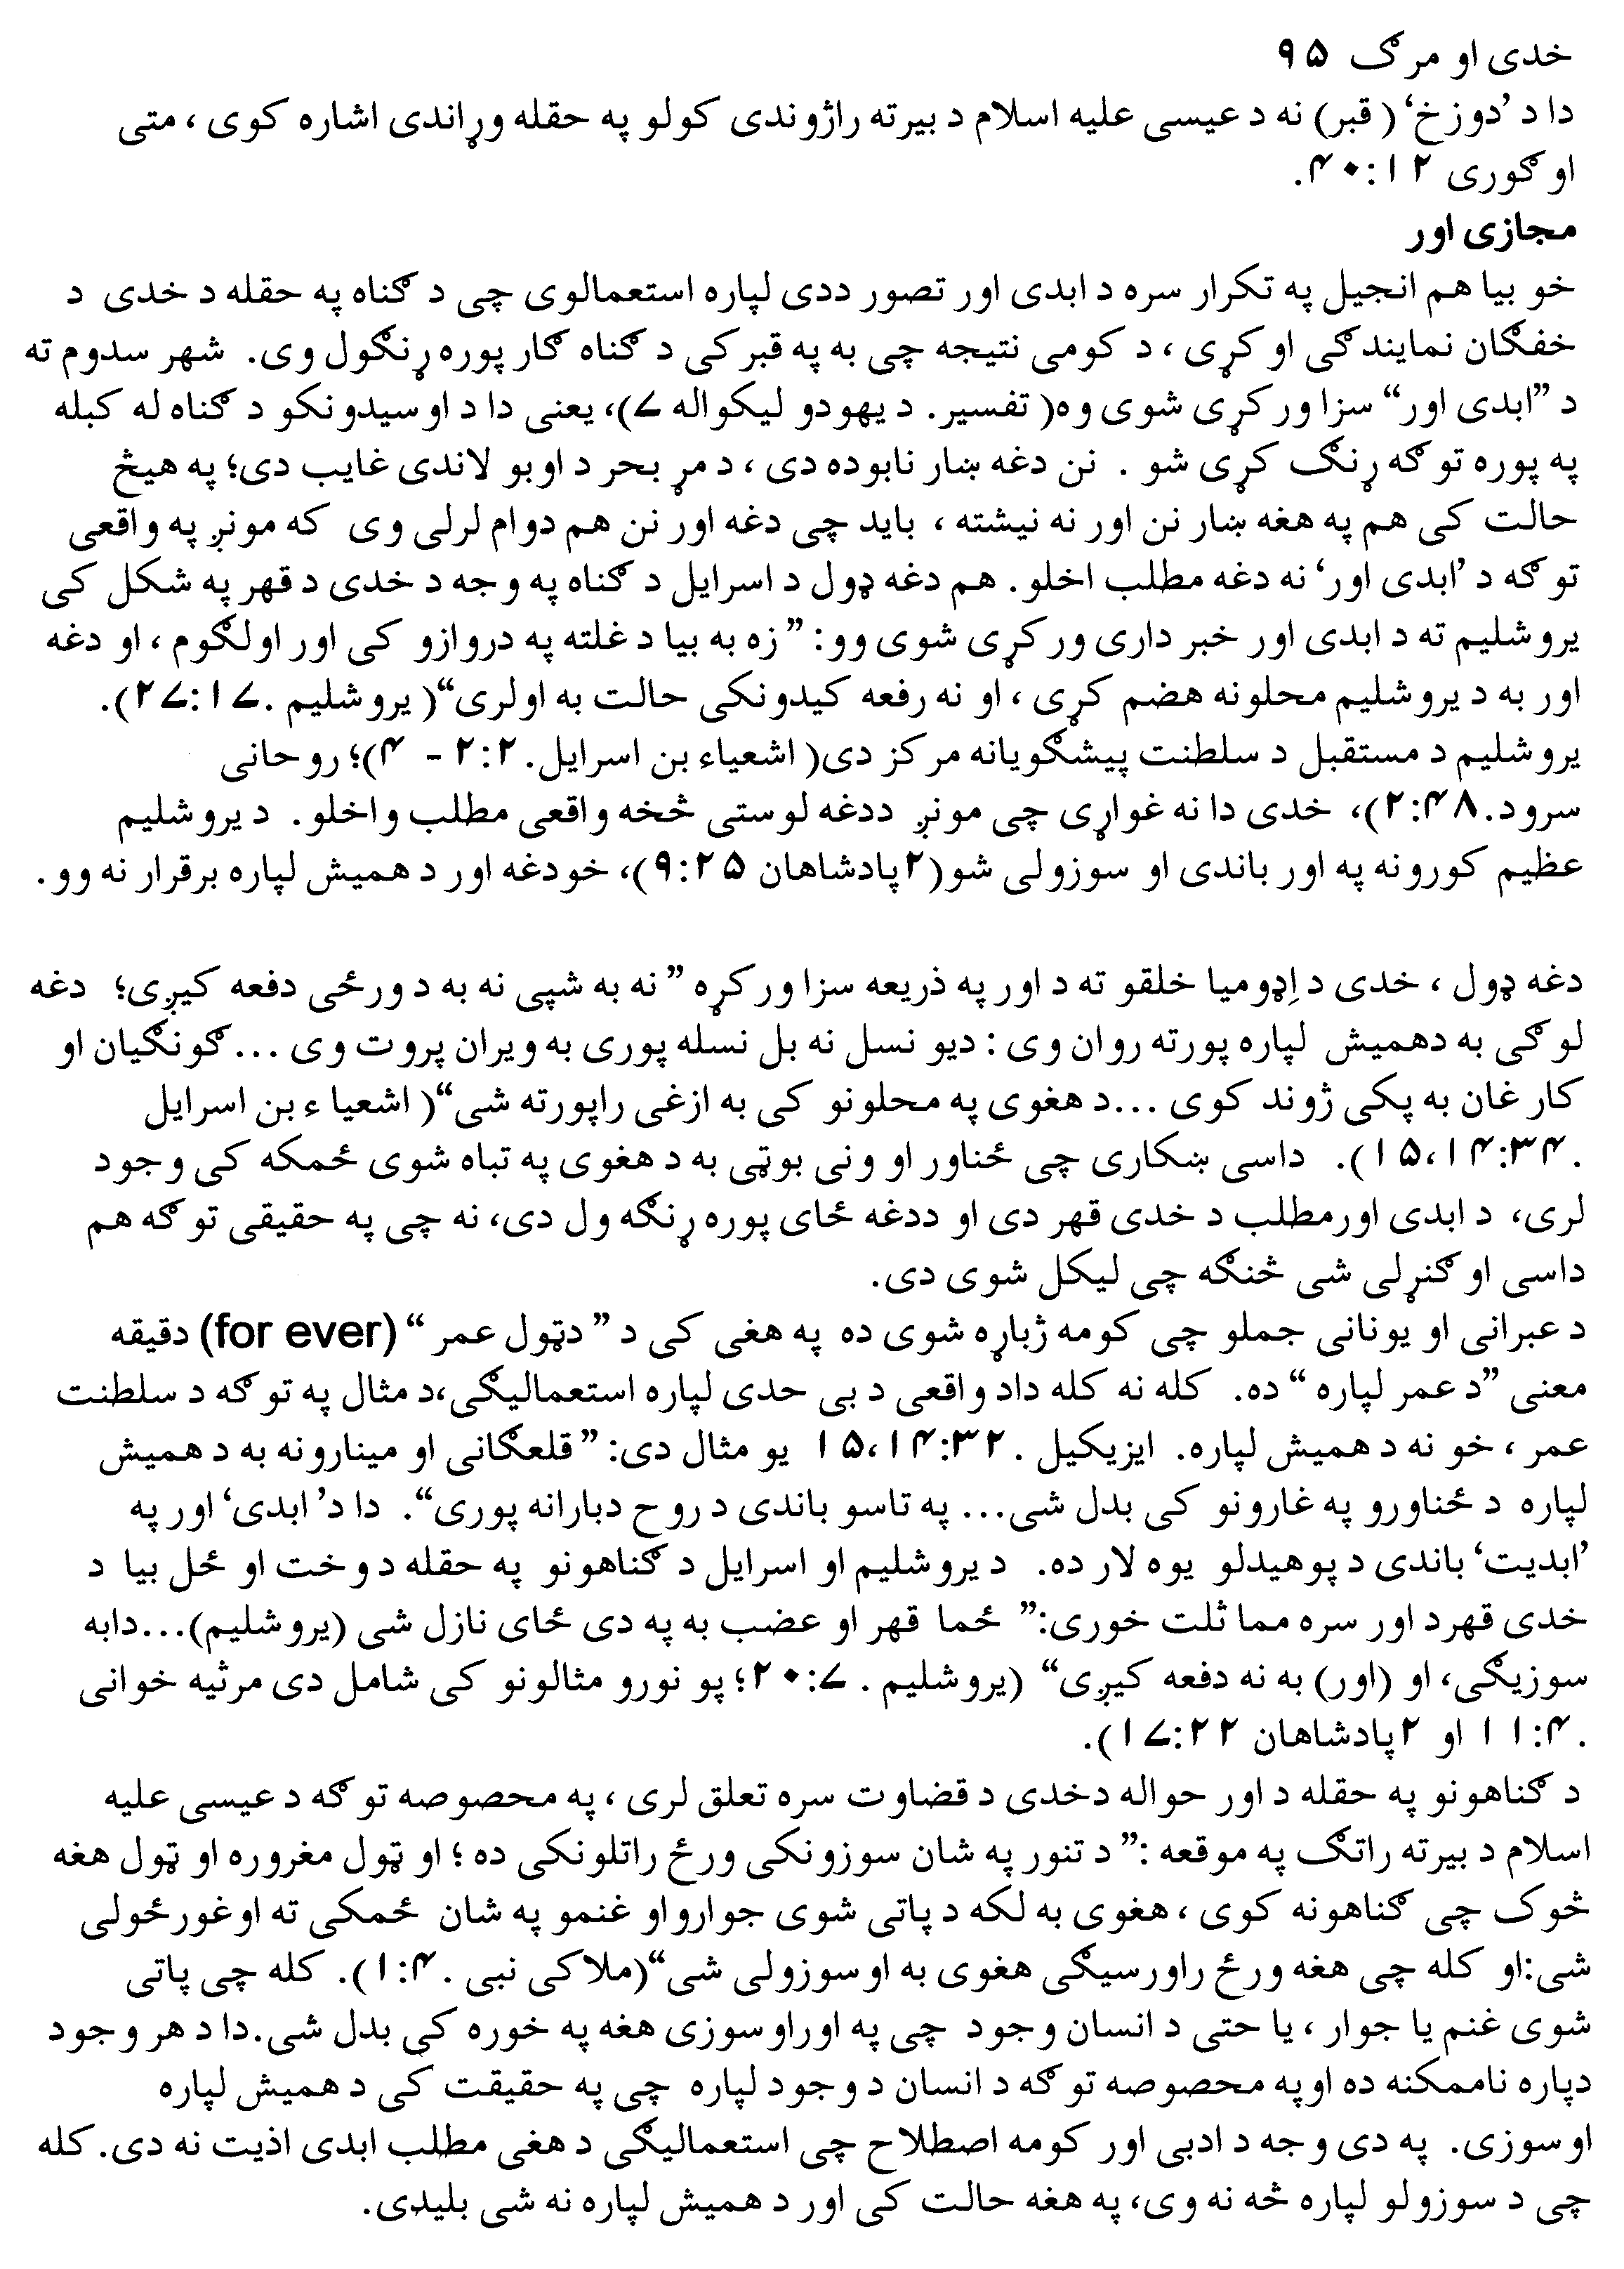 خدی او مرګ ۹۵
دا د ’دوزخ‘ ( قبر) نه د عیسی علیه اسلام د بیرته راژوندی کولو په حقله وړاندی اشاره کوی ، متی
او ګوری ۴۰:۱۲.
مجازی اور
خو بیا هم انجیل په تکرار سره د ابدی اور تصور ددی لپاره استعمالوی چی د ګناه په حقله د خدی د
خفګان نمایندګی او کړی ، د کومی نتیجه چی به په قبر کی د ګناه ګار پوره ړنګول وی. شهر سدوم ته
د ”ابدی اور“ سزا ور کړی شوی وه( تفسیر. د یهودو لیکواله ۷)، یعنی دا د اوسیدونکو د ګناه له کبله
په پوره توګه ړنګ کړی شو . نن دغه ښار نابوده دی ، د مړ بحر د اوبو لاندی غایب دی؛ په هیڅ
حالت کی هم په هغه ښار نن اور نه نیشته ، باید چی دغه اور نن هم دوام لرلی وی که مونږ په واقعی
توګه د ’ابدی اور‘ نه دغه مطلب اخلو. هم دغه ډول د اسرایل د ګناه په وجه د خدی د قهر په شکل کی
یروشلیم ته د ابدی اور خبر داری ورکړی شوی وو: ” زه به بیا د غلته په دروازو کی اور اولګوم ، او دغه
اور به د یروشلیم محلونه هضم کړی ، او نه رفعه کیدونکی حالت به اولری“( یروشلیم .۲۷:۱۷).
یروشلیم د مستقبل د سلطنت پیشګویانه مرکز دی( اشعیاء بن اسرایل. ۲:۲ - ۴)؛ روحانی
سرود.۲:۴۸)، خدی دا نه غواړی چی مونږ ددغه لوستی څخه واقعی مطلب واخلو. د یروشلیم
عظیم کورونه په اور باندی او سوزولی شو(۲پادشاهان ۹:۲۵)، خودغه اور د همیش لپاره برقرار نه وو.
دغه ډول ، خدی د اِډومیا خلقو ته د اور په ذریعه سزا ورکړه ” نه به شپی نه به د ورځی دفعه کیږی؛ دغه
لوګی به دهمیش لپاره پورته روان وی : دیو نسل نه بل نسله پوری به ویران پروت وی ...ګونګیان او
کارغان به پکی ژوند کوی ...د هغوی په محلونو کی به ازغی راپورته شی“( اشعیا ء بن اسرایل
.۱۵،۱۴:۳۴). داسی ښکاری چی ځناور او ونی بوټی به د هغوی په تباه شوی ځمکه کی وجود
لری، د ابدی اورمطلب د خدی قهر دی او ددغه ځای پوره ړنګه ول دی، نه چی په حقیقی توګه هم
داسی او ګنړلی شی څنګه چی لیکل شوی دی.
د عبرانی او یونانی جملو چی کومه ژباړه شوی ده په هغی کی د ” دټول عمر “ (for ever) دقیقه
معنی ”د عمر لپاره “ ده. کله نه کله داد واقعی د بی حدی لپاره استعمالیګی،د مثال په توګه د سلطنت
عمر ، خو نه د همیش لپاره. ایزیکیل .۱۵،۱۴:۳۲ یو مثال دی: ” قلعګانی او مینارونه به د همیش
لپاره د ځناورو په غارونو کی بدل شی... په تاسو باندی د روح دبارانه پوری“. دا د’ ابدی‘ اور په
’ابدیت‘ باندی د پوهیدلو یوه لار ده. د یروشلیم او اسرایل د ګناهونو په حقله د وخت او ځل بیا د
خدی قهرد اور سره مما ثلت خوری:” ځما قهر او عضب به په دی ځای نازل شی (یروشلیم)...دابه
سوزیګی، او (اور) به نه دفعه کیږی“ (یروشلیم . ۲۰:۷؛ یو نورو مثالونو کی شامل دی مرثیه خوانی
.۱۱:۴ او ۲پادشاهان ۱۷:۲۲).
د ګناهونو په حقله د اور حواله دخدی د قضاوت سره تعلق لری ، په محصوصه توګه د عیسی علیه
اسلام د بیرته راتګ په موقعه :” د تنور په شان سوزونکی ورځ راتلونکی ده ؛ او ټول مغروره او ټول هغه
څوک چی ګناهونه کوی ، هغوی به لکه د پاتی شوی جوارواو غنمو په شان ځمکی ته اوغورځولی
شی:او کله چی هغه ورځ راورسیګی هغوی به اوسوزولی شی“(ملاکی نبی .۱:۴). کله چی پاتی
شوی غنم یا جوار ، یا حتی د انسان وجود چی په اوراوسوزی هغه په خوره کی بدل شی.دا د هر وجود
دپاره ناممکنه ده اوپه محصوصه توګه د انسان د وجود لپاره چی په حقیقت کی د همیش لپاره
اوسوزی. په دی وجه د ادبی اور کومه اصطلاح چی استعمالیګی د هغی مطلب ابدی اذیت نه دی. کله
چی د سوزولو لپاره څه نه وی، په هغه حالت کی اور د همیش لپاره نه شی بلیدی.